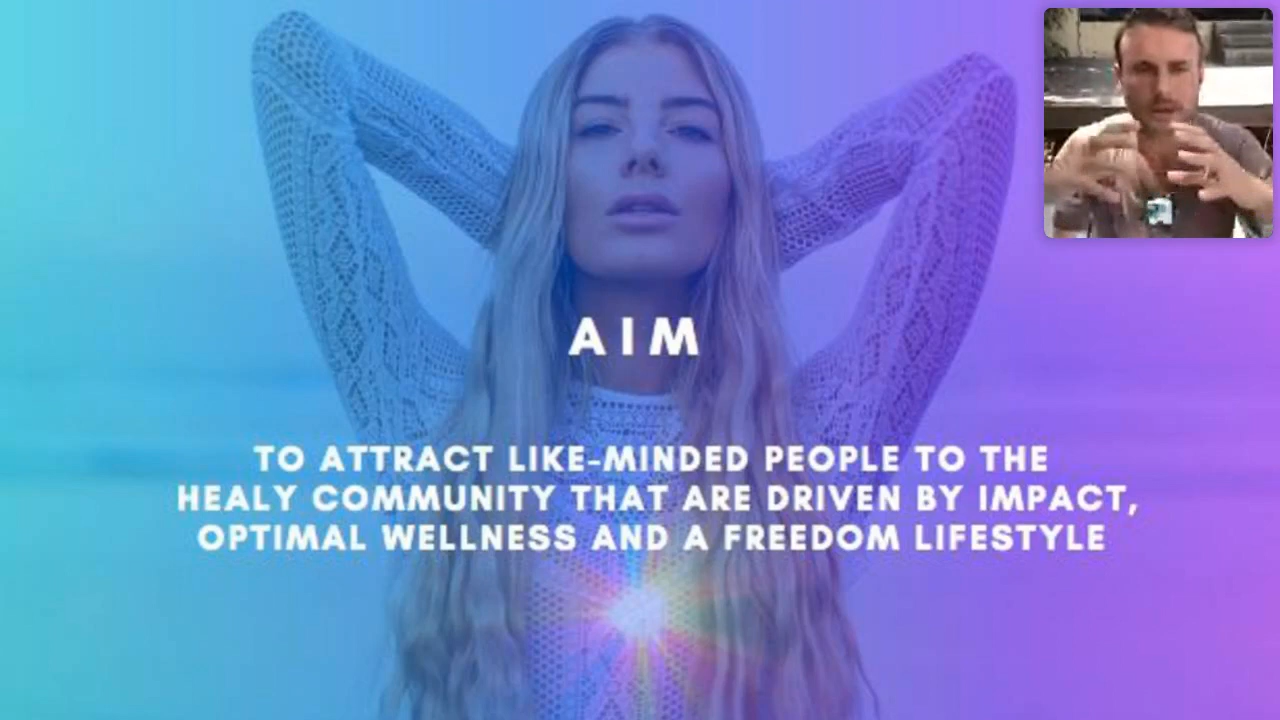 AIM
TO ATTRACT LIKE-MINDED PEOPLE TO THE
HEALY COMMUNITY THAT ARE DRIVEN BY IMPACT,
OPTIMAL WELLNESS AND A FREEDOM LIFESTYLE